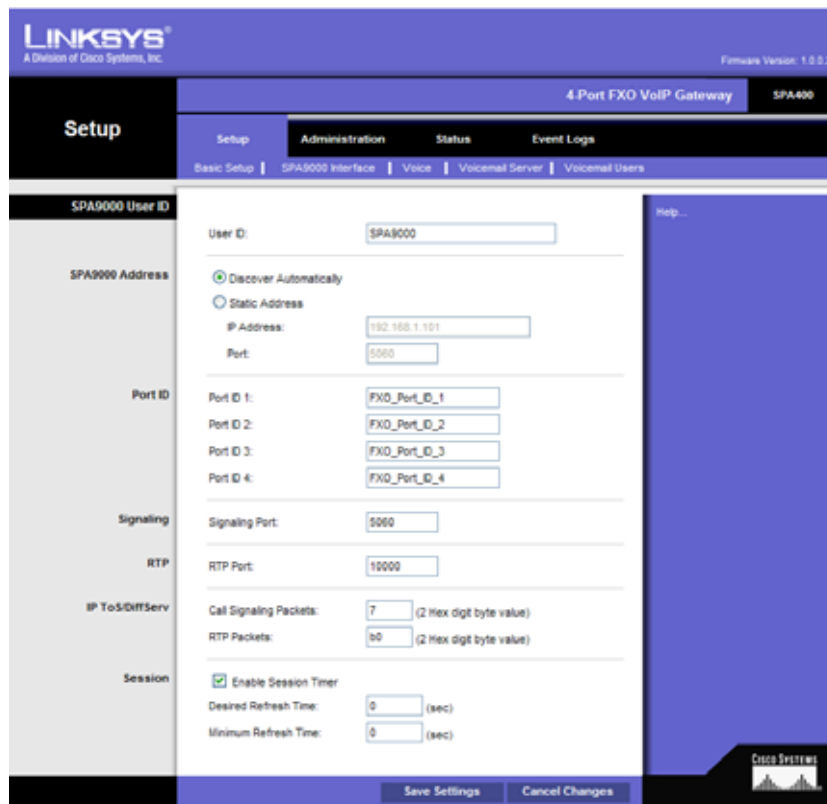 LINKSYS®
A Division of Cisco Systems, Inc.
Firmware Version: 1.0.0.
4-Port FXO VoIP Gateway SPA400
Setup
Setup Administration Status Event Logs
Basic Setup | SPA9000 Interface | Voice | Voicemail Server | Voicemail Users
SPA9000 User ID
Help...
User ID: SPA9000
SPA9000 Address
Discover Automatically
Static Address
IP Address: 192.168.1.101
Port: 5060
Port ID
Port ID 1: FXO_Port_ID_1
Port ID 2: FXO_Port_ID_2
Port ID 3: FXO_Port_ID_3
Port ID 4: FXO_Port_ID_4
Signaling
Signaling Port: 5060
RTP
RTP Port: 10000
IP ToS/DiffServ
Call Signaling Packets: 7 (2 Hex digit byte value)
RTP Packets: b0 (2 Hex digit byte value)
Session
Enable Session Timer
Desired Refresh Time: 0 (sec)
Minimum Refresh Time: 0 (sec)
Save Settings Cancel Changes
CISCO SYSTEMS